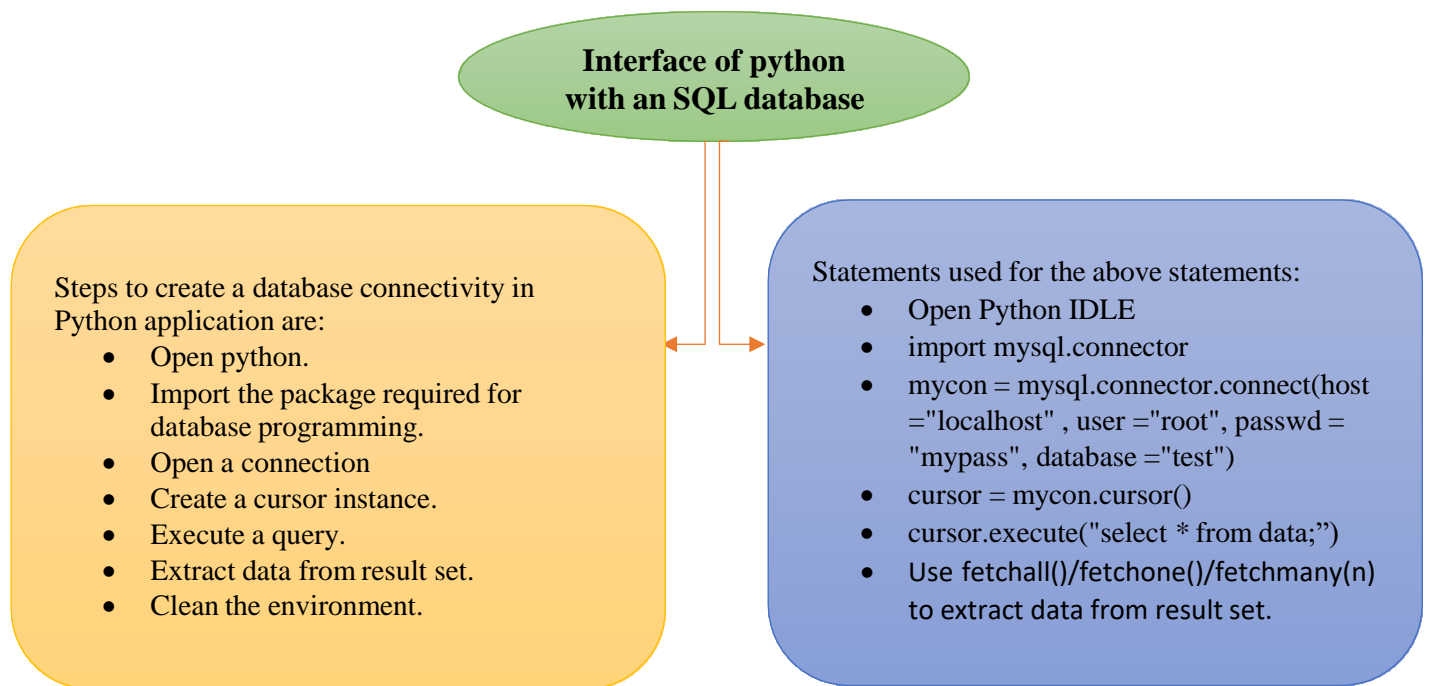 Interface of python
with an SQL database
Steps to create a database connectivity in
Python application are:
• Open python.
• Import the package required for
database programming.
• Open a connection
• Create a cursor instance.
• Execute a query.
• Extract data from result set.
• Clean the environment.
Statements used for the above statements:
• Open Python IDLE
• import mysql.connector
• mycon = mysql.connector.connect(host
="localhost" , user ="root", passwd =
"mypass", database ="test")
• cursor = mycon.cursor()
• cursor.execute("select * from data;”)
• Use fetchall()/fetchone()/fetchmany(n)
to extract data from result set.